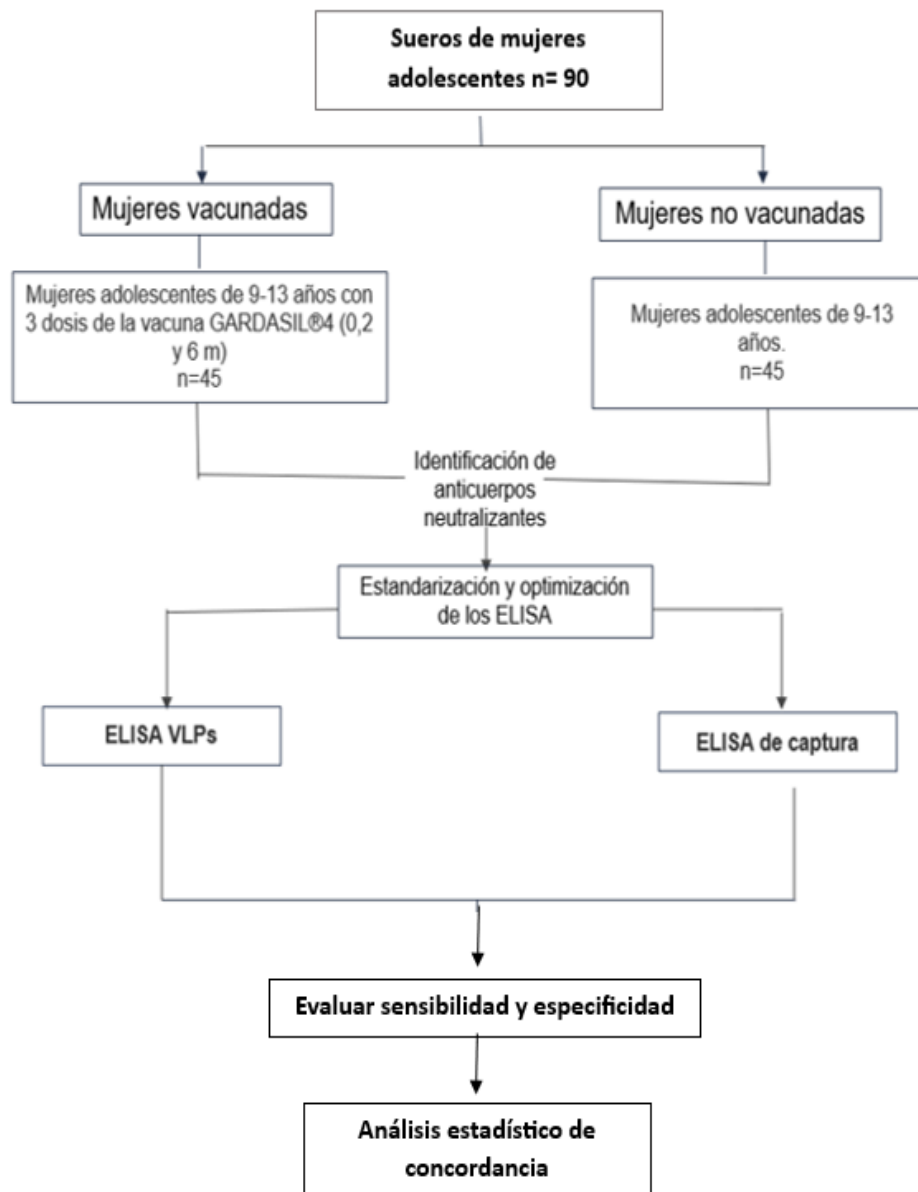 Sueros de mujeres
adolescentes n= 90
Mujeres vacunadas
Mujeres no vacunadas
Mujeres adolescentes de 9-13 años con
3 dosis de la vacuna GARDASIL®4 (0,2
y 6 m)
n=45
Mujeres adolescentes de 9-13
años.
n=45
Identificación de
anticuerpos
neutralizantes
Estandarización y optimización
de los ELISA
ELISA VLPs
ELISA de captura
Evaluar sensibilidad y especificidad
Análisis estadístico de
concordancia